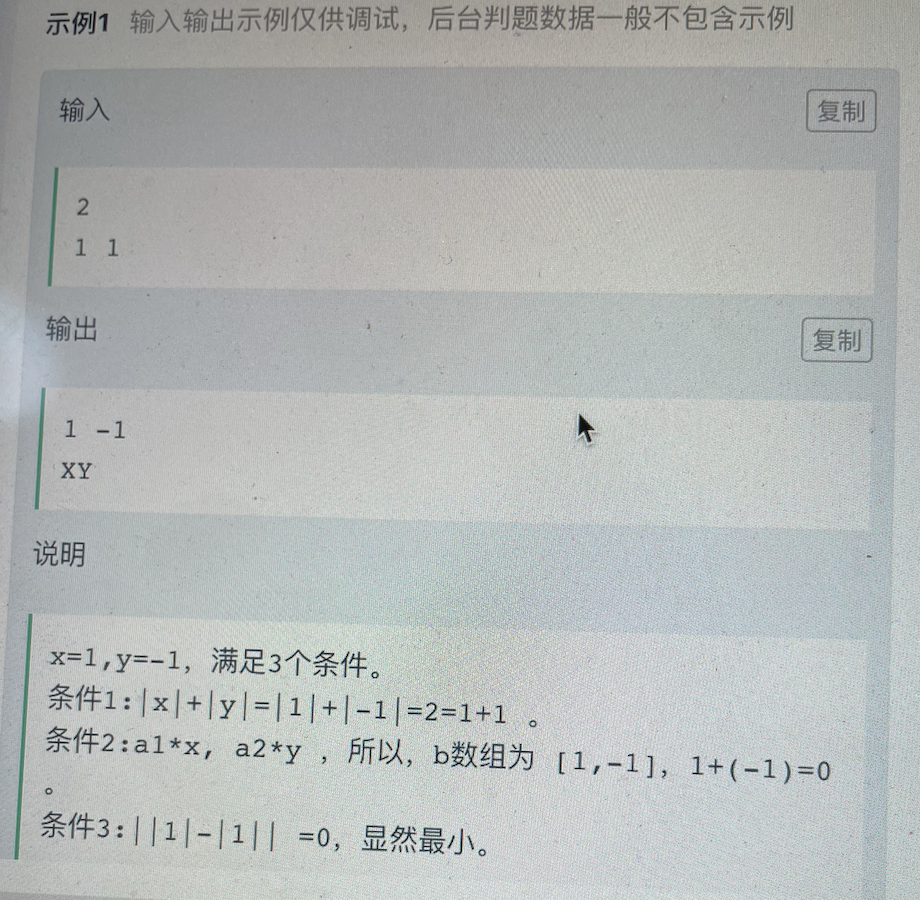 示例1 输入输出示例仅供调试，后台判题数据一般不包含示例
输入
复制
2
1 1
输出
复制
1 -1
XY
说明
x=1,y=-1, 满足3个条件。
条件1:|x|+|y|=|1|+|-1|=2=1+1 。
条件2:a1*x, a2*y ，所以，b数组为 [1,-1], 1+(-1)=0
。
条件3:||1|-|1|| =0，显然最小。